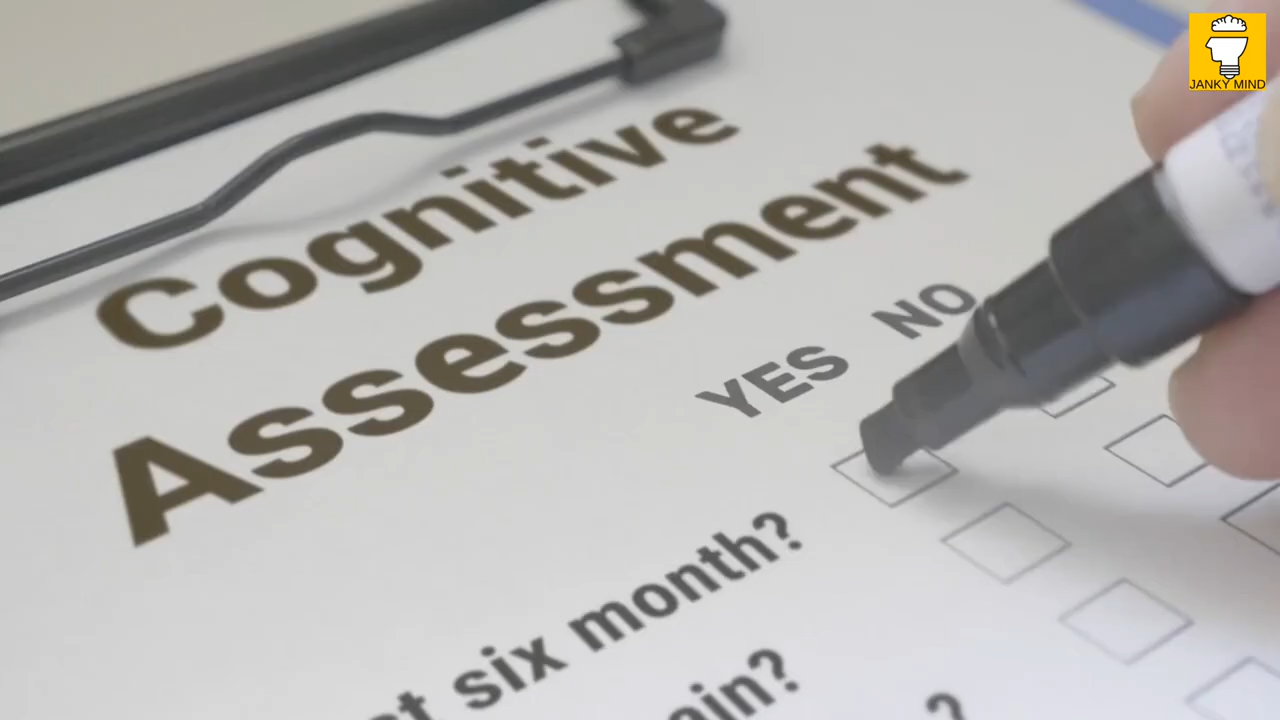 JANKY MIND
Cognitive
Assessment
YES NO
six month?
?